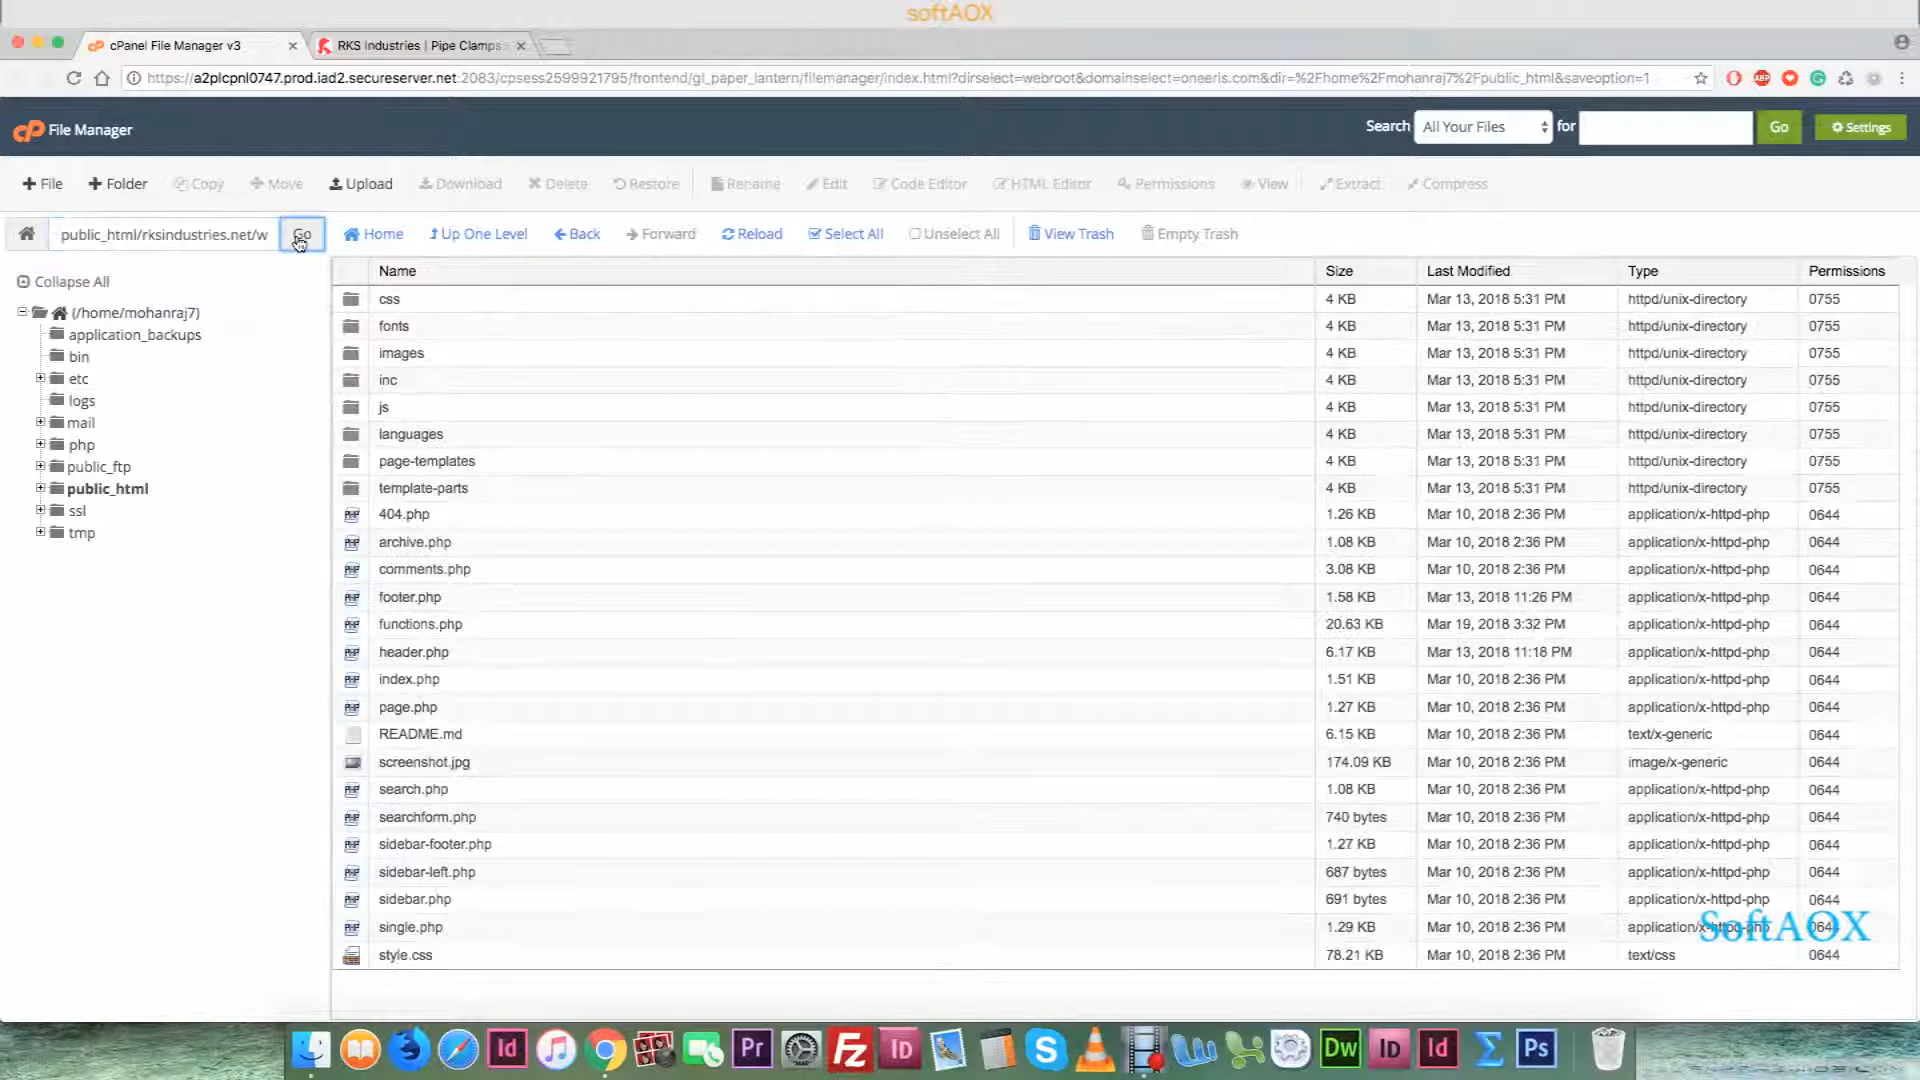 softAOX
cPanel File Manager v3
RKS Industries | Pipe Clamps
https://a2plcpnl0747.prod.iad2.secureserver.net:2083/cpsess2599921795/frontend/gl_paper_lantern/filemanager/index.html?dirselect=webroot&domainselect=oneerls.com&dir=%2Fhome%2Fmohanraj7%2Fpublic_html&saveoption=1
cP File Manager
Search All Your Files for Go Settings
File Folder Copy Move Upload Download Delete Restore Rename Edit Code Editor HTML Editor Permissions View Extract Compress
public_html/rksindustries.net/w Go Home Up One Level Back Forward Reload Select All Unselect All View Trash Empty Trash
Collapse All
(/home/mohanraj7)
application_backups
bin
etc
logs
mail
php
public_ftp
public_html
ssl
tmp
Name Size Last Modified Type Permissions
css 4 KB Mar 13, 2018 5:31 PM httpd/unix-directory 0755
fonts 4 KB Mar 13, 2018 5:31 PM httpd/unix-directory 0755
images 4 KB Mar 13, 2018 5:31 PM httpd/unix-directory 0755
inc 4 KB Mar 13, 2018 5:31 PM httpd/unix-directory 0755
js 4 KB Mar 13, 2018 5:31 PM httpd/unix-directory 0755
languages 4 KB Mar 13, 2018 5:31 PM httpd/unix-directory 0755
page-templates 4 KB Mar 13, 2018 5:31 PM httpd/unix-directory 0755
template-parts 4 KB Mar 13, 2018 5:31 PM httpd/unix-directory 0755
404.php 1.26 KB Mar 10, 2018 2:36 PM application/x-httpd-php 0644
archive.php 1.08 KB Mar 10, 2018 2:36 PM application/x-httpd-php 0644
comments.php 3.08 KB Mar 10, 2018 2:36 PM application/x-httpd-php 0644
footer.php 1.58 KB Mar 13, 2018 11:26 PM application/x-httpd-php 0644
functions.php 20.63 KB Mar 19, 2018 3:32 PM application/x-httpd-php 0644
header.php 6.17 KB Mar 13, 2018 11:18 PM application/x-httpd-php 0644
index.php 1.51 KB Mar 10, 2018 2:36 PM application/x-httpd-php 0644
page.php 1.27 KB Mar 10, 2018 2:36 PM application/x-httpd-php 0644
README.md 6.15 KB Mar 10, 2018 2:36 PM text/x-generic 0644
screenshot.jpg 174.09 KB Mar 10, 2018 2:36 PM image/x-generic 0644
search.php 1.08 KB Mar 10, 2018 2:36 PM application/x-httpd-php 0644
searchform.php 740 bytes Mar 10, 2018 2:36 PM application/x-httpd-php 0644
sidebar-footer.php 1.27 KB Mar 10, 2018 2:36 PM application/x-httpd-php 0644
sidebar-left.php 687 bytes Mar 10, 2018 2:36 PM application/x-httpd-php 0644
sidebar.php 691 bytes Mar 10, 2018 2:36 PM application/x-httpd-php 0644
single.php 1.29 KB Mar 10, 2018 2:36 PM application/x-httpd-php 0644
SoftAOX
style.css 78.21 KB Mar 10, 2018 2:36 PM text/css 0644
Id Pr Fz ID Dw ID Id Ps